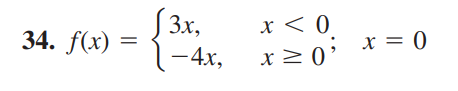 34. f(x) = { 3x, x < 0
−4x, x ≥ 0 ; x = 0